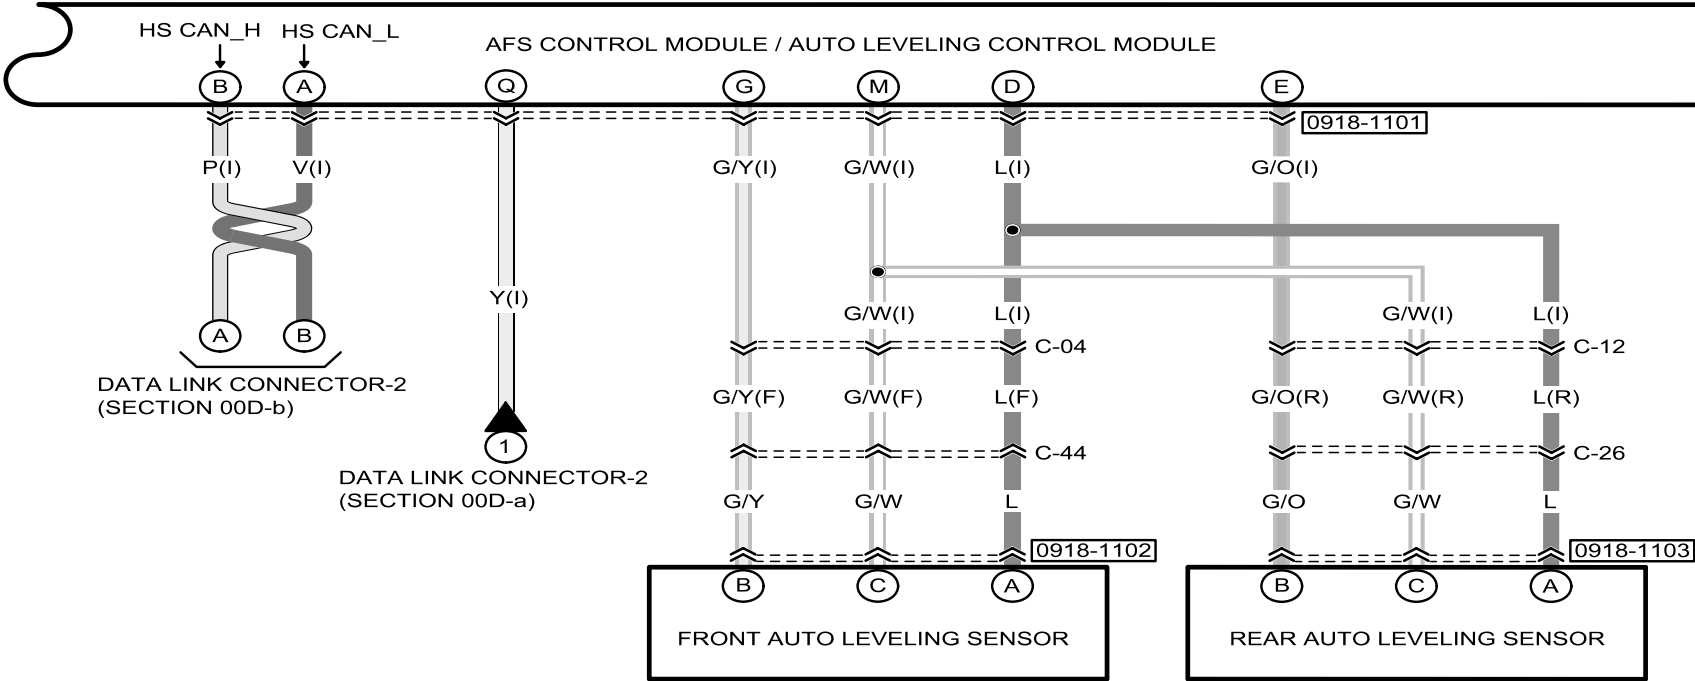 HS CAN_H
HS CAN_L
AFS CONTROL MODULE / AUTO LEVELING CONTROL MODULE
B
A
Q
G
M
D
E
0918-1101
P(I)
V(I)
G/Y(I)
G/W(I)
L(I)
G/O(I)
Y(I)
G/W(I)
L(I)
G/W(I)
L(I)
A
B
C-04
C-12
DATA LINK CONNECTOR-2
(SECTION 00D-b)
G/Y(F)
G/W(F)
L(F)
G/O(R)
G/W(R)
L(R)
1
C-44
C-26
DATA LINK CONNECTOR-2
(SECTION 00D-a)
G/Y
G/W
L
G/O
G/W
L
0918-1102
0918-1103
B
C
A
B
C
A
FRONT AUTO LEVELING SENSOR
REAR AUTO LEVELING SENSOR